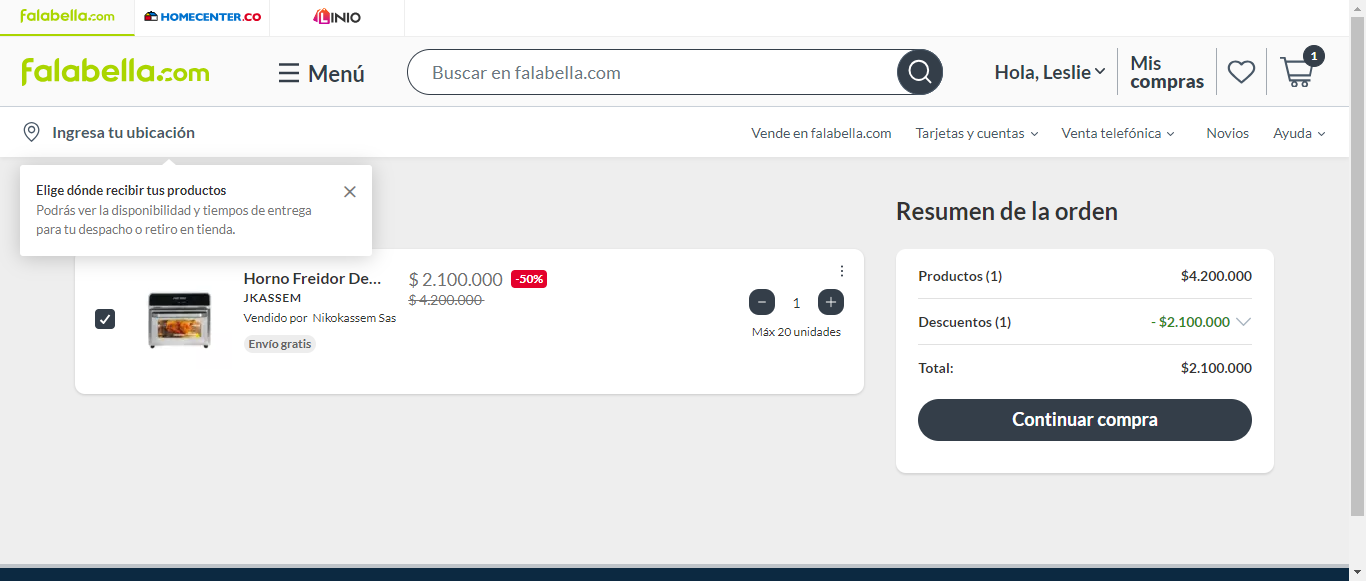 falabella.com
HOMECENTER.CO
LINIO
falabella.com
Menú
Buscar en falabella.com
Hola, Leslie
Mis
compras
1
Ingresa tu ubicación
Vende en falabella.com
Tarjetas y cuentas
Venta telefónica
Novios
Ayuda
Elige dónde recibir tus productos
Podrás ver la disponibilidad y tiempos de entrega
para tu despacho o retiro en tienda.
Horno Freidor De...
JKASSEM
Vendido por Nikokassem Sas
Envío gratis
$ 2.100.000 -50%
$ 4.200.000
1
Máx 20 unidades
Resumen de la orden
Productos (1) $4.200.000
Descuentos (1) - $2.100.000
Total: $2.100.000
Continuar compra